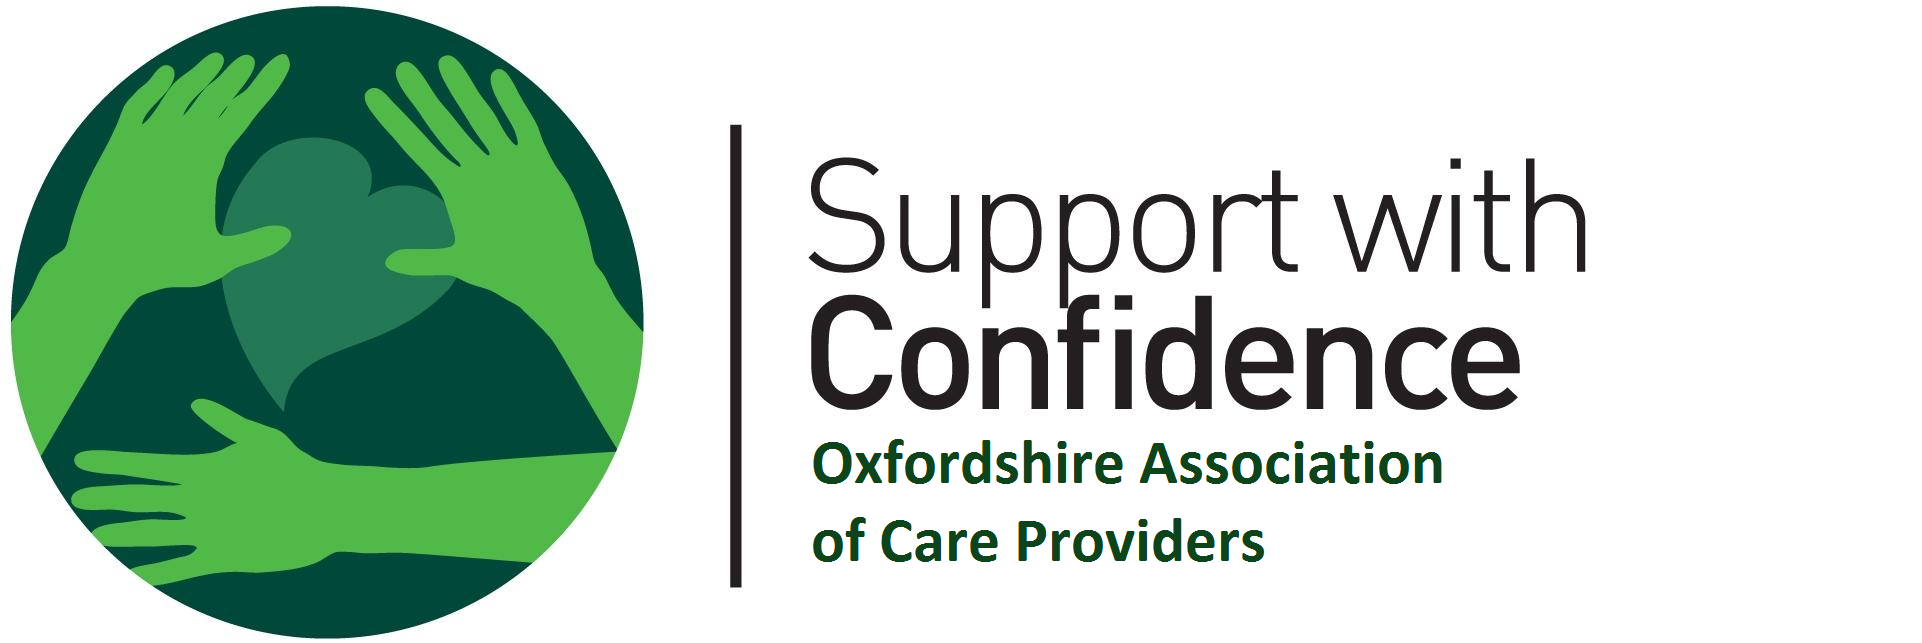 Support with
Confidence
Oxfordshire Association
of Care Providers